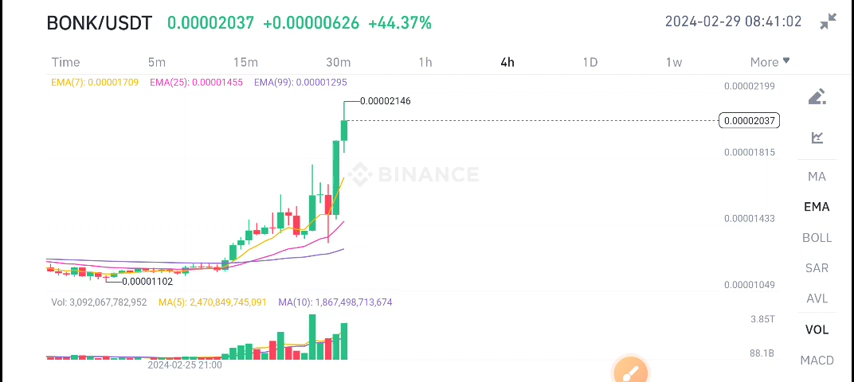 BONK/USDT 0.00002037 +0.00000626 +44.37% 2024-02-29 08:41:02
Time 5m 15m 30m 1h 4h 1D 1w More
EMA(7): 0.00001709 EMA(25): 0.00001455 EMA(99): 0.00001295
0.00002199
0.00002146
0.00002037
0.00001815
BINANCE
MA
EMA
0.00001433
BOLL
SAR
0.00001102
0.00001049
AVL
Vol: 3,092,067,782,952 MA(5): 2,470,849,745,091 MA(10): 1,867,498,713,674
3.85T
VOL
88.1B
MACD
2024-02-25 21:00